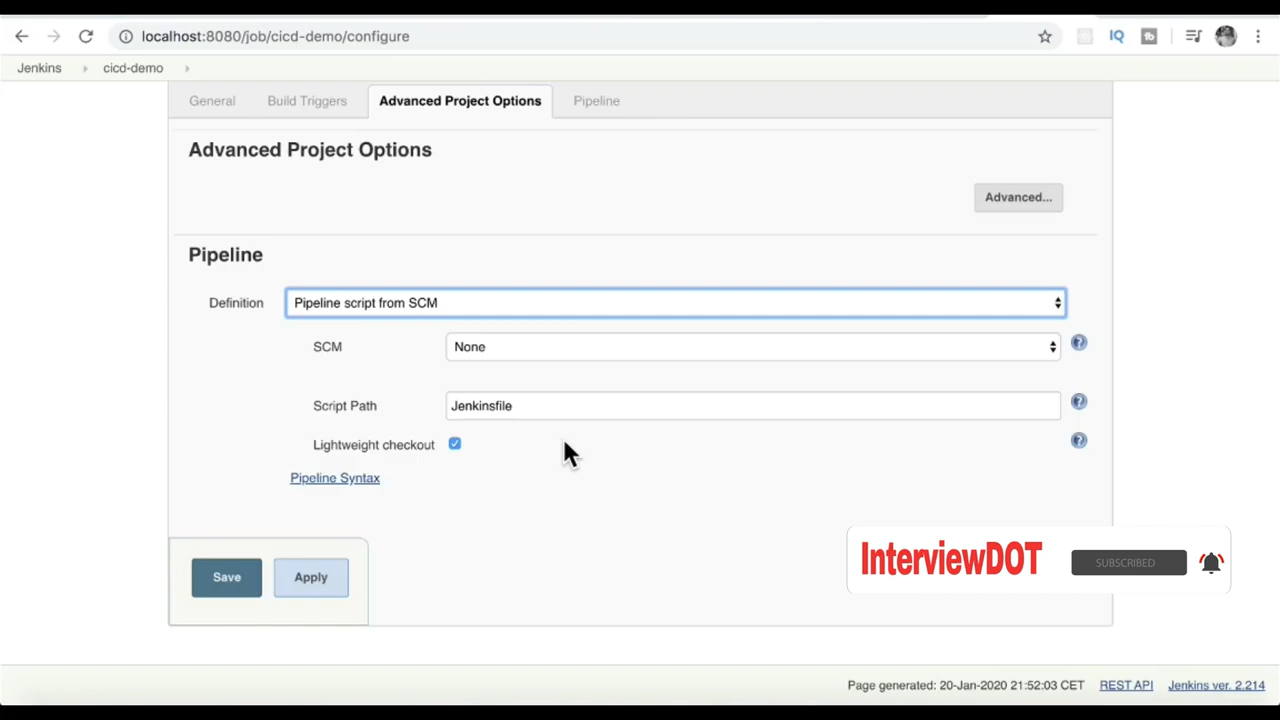 localhost:8080/job/cicd-demo/configure
IQ
tb
Jenkins
cicd-demo
General
Build Triggers
Advanced Project Options
Pipeline
Advanced Project Options
Advanced...
Pipeline
Definition
Pipeline script from SCM
SCM
None
Script Path
Jenkinsfile
Lightweight checkout
Pipeline Syntax
Save
Apply
InterviewDOT
SUBSCRIBED
Page generated: 20-Jan-2020 21:52:03 CET
REST API
Jenkins ver. 2.214